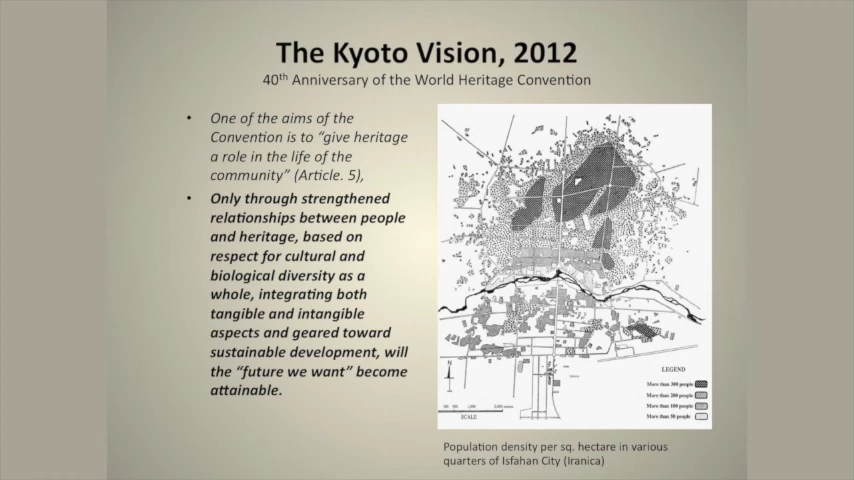 The Kyoto Vision, 2012
40th Anniversary of the World Heritage Convention
• One of the aims of the
Convention is to “give heritage
a role in the life of the
community” (Article. 5),
• Only through strengthened
relationships between people
and heritage, based on
respect for cultural and
biological diversity as a
whole, integrating both
tangible and intangible
aspects and geared toward
sustainable development, will
the “future we want” become
attainable.
N
LEGEND
More than 300 people
More than 200 people
More than 100 people
More than 50 people
SCALE
Population density per sq. hectare in various
quarters of Isfahan City (Iranica)